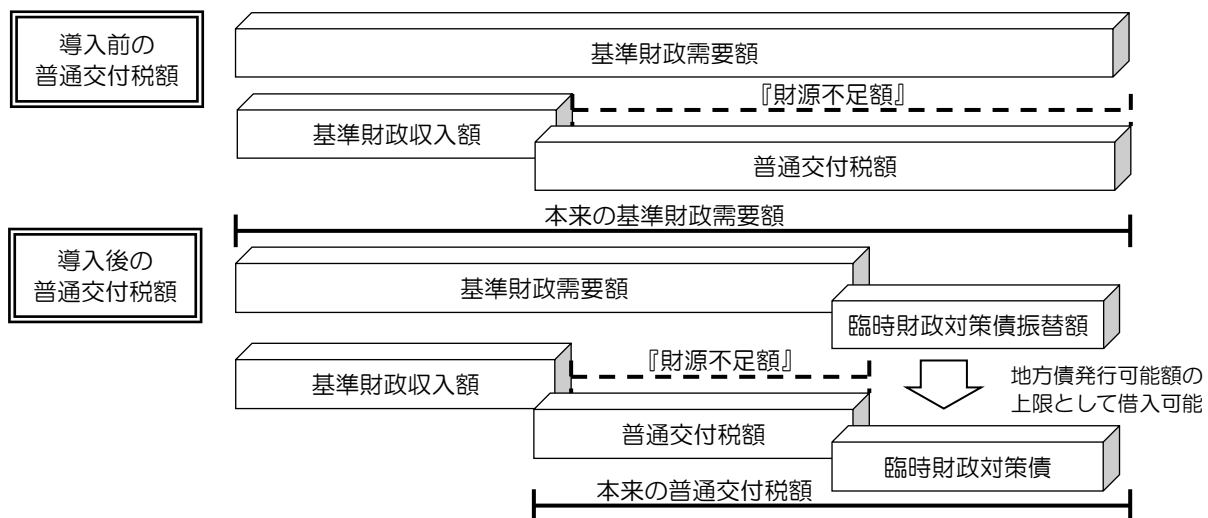 導入前の
普通交付税額
基準財政需要額
『財源不足額』
基準財政収入額
普通交付税額
本来の基準財政需要額
導入後の
普通交付税額
基準財政需要額
臨時財政対策債振替額
『財源不足額』
基準財政収入額
地方債発行可能額の
上限として借入可能
普通交付税額
臨時財政対策債
本来の普通交付税額